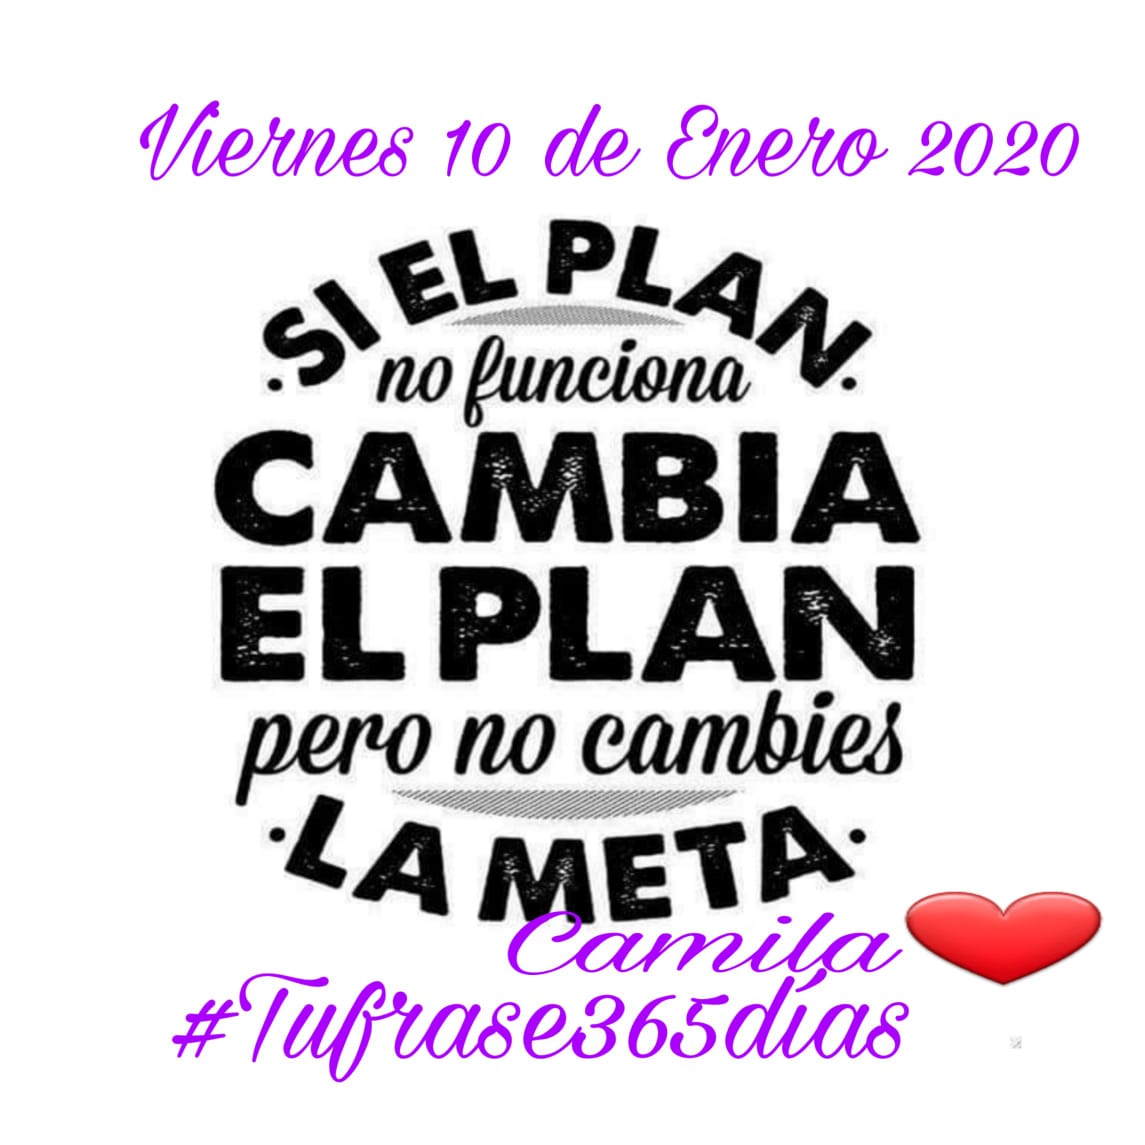 Viernes 10 de Enero 2020
·SI EL PLAN·
no funciona
CAMBIA
EL PLAN
pero no cambies
·LA META·
Camila
#Tufrase365días